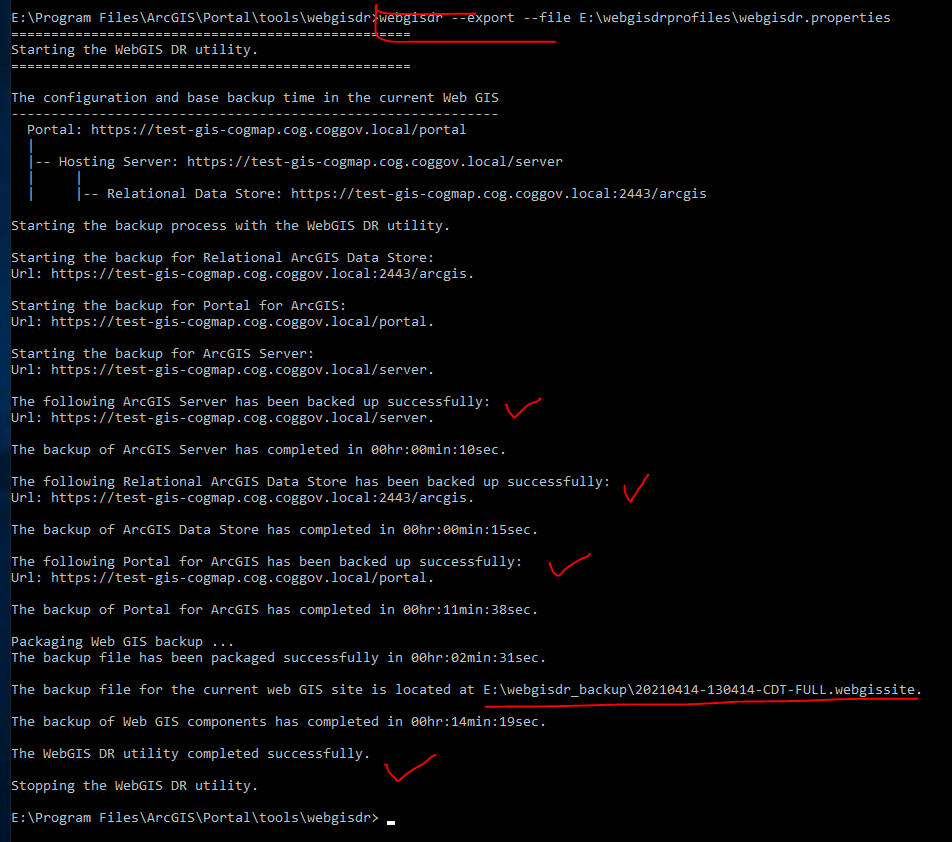 E:\Program Files\ArcGIS\Portal\tools\webgisdr>webgisdr --export --file E:\webgisdrprofiles\webgisdr.properties
==================================================
Starting the WebGIS DR utility.
==================================================
The configuration and base backup time in the current Web GIS
-------------------------------------------------------------
Portal: https://test-gis-cogmap.cog.coggov.local/portal
|
|-- Hosting Server: https://test-gis-cogmap.cog.coggov.local/server
|     |
|     |-- Relational Data Store: https://test-gis-cogmap.cog.coggov.local:2443/arcgis
Starting the backup process with the WebGIS DR utility.
Starting the backup for Relational ArcGIS Data Store:
Url: https://test-gis-cogmap.cog.coggov.local:2443/arcgis.
Starting the backup for Portal for ArcGIS:
Url: https://test-gis-cogmap.cog.coggov.local/portal.
Starting the backup for ArcGIS Server:
Url: https://test-gis-cogmap.cog.coggov.local/server.
The following ArcGIS Server has been backed up successfully:
Url: https://test-gis-cogmap.cog.coggov.local/server.
The backup of ArcGIS Server has completed in 00hr:00min:10sec.
The following Relational ArcGIS Data Store has been backed up successfully:
Url: https://test-gis-cogmap.cog.coggov.local:2443/arcgis.
The backup of ArcGIS Data Store has completed in 00hr:00min:15sec.
The following Portal for ArcGIS has been backed up successfully:
Url: https://test-gis-cogmap.cog.coggov.local/portal.
The backup of Portal for ArcGIS has completed in 00hr:11min:38sec.
Packaging Web GIS backup ...
The backup file has been packaged successfully in 00hr:02min:31sec.
The backup file for the current web GIS site is located at E:\webgisdr_backup\20210414-130414-CDT-FULL.webgissite.
The backup of Web GIS components has completed in 00hr:14min:19sec.
The WebGIS DR utility completed successfully.
Stopping the WebGIS DR utility.
E:\Program Files\ArcGIS\Portal\tools\webgisdr>